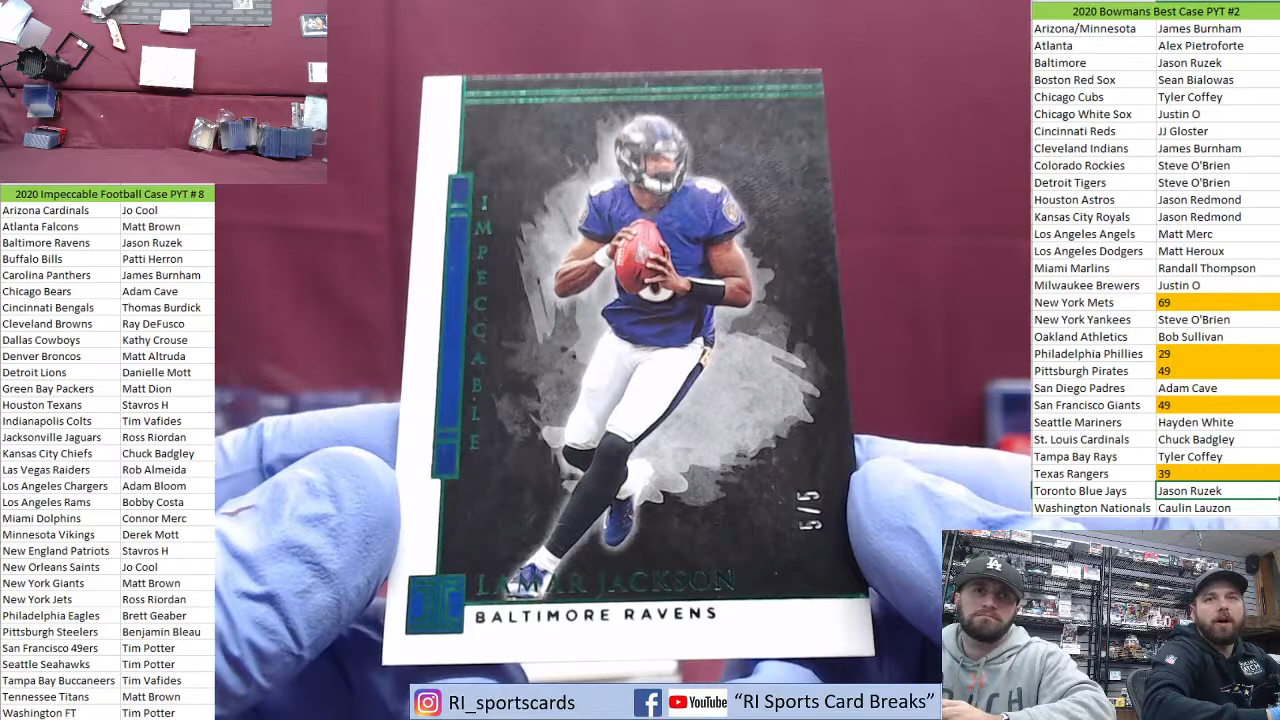 2020 Impeccable Football Case PYT # 8
Arizona Cardinals Jo Cool
Atlanta Falcons Matt Brown
Baltimore Ravens Jason Ruzek
Buffalo Bills Patti Herron
Carolina Panthers James Burnham
Chicago Bears Adam Cave
Cincinnati Bengals Thomas Burdick
Cleveland Browns Ray DeFusco
Dallas Cowboys Kathy Crouse
Denver Broncos Matt Altruda
Detroit Lions Danielle Mott
Green Bay Packers Matt Dion
Houston Texans Stavros H
Indianapolis Colts Tim Vafides
Jacksonville Jaguars Ross Riordan
Kansas City Chiefs Chuck Badgley
Las Vegas Raiders Rob Almeida
Los Angeles Chargers Adam Bloom
Los Angeles Rams Bobby Costa
Miami Dolphins Connor Merc
Minnesota Vikings Derek Mott
New England Patriots Stavros H
New Orleans Saints Jo Cool
New York Giants Matt Brown
New York Jets Ross Riordan
Philadelphia Eagles Brett Geaber
Pittsburgh Steelers Benjamin Bleau
San Francisco 49ers Tim Potter
Seattle Seahawks Tim Potter
Tampa Bay Buccaneers Tim Vafides
Tennessee Titans Matt Brown
Washington FT Tim Potter
IMPECCABLE
5/5
LAMAR JACKSON
BALTIMORE RAVENS
RI_sportscards
YouTube "RI Sports Card Breaks"
2020 Bowmans Best Case PYT #2
Arizona/Minnesota James Burnham
Atlanta Alex Pietroforte
Baltimore Jason Ruzek
Boston Red Sox Sean Bialowas
Chicago Cubs Tyler Coffey
Chicago White Sox Justin O
Cincinnati Reds JJ Gloster
Cleveland Indians James Burnham
Colorado Rockies Steve O'Brien
Detroit Tigers Steve O'Brien
Houston Astros Jason Redmond
Kansas City Royals Jason Redmond
Los Angeles Angels Matt Merc
Los Angeles Dodgers Matt Heroux
Miami Marlins Randall Thompson
Milwaukee Brewers Justin O
New York Mets 69
New York Yankees Steve O'Brien
Oakland Athletics Bob Sullivan
Philadelphia Phillies 29
Pittsburgh Pirates 49
San Diego Padres Adam Cave
San Francisco Giants 49
Seattle Mariners Hayden White
St. Louis Cardinals Chuck Badgley
Tampa Bay Rays Tyler Coffey
Texas Rangers 39
Toronto Blue Jays Jason Ruzek
Washington Nationals Caulin Lauzon
LA